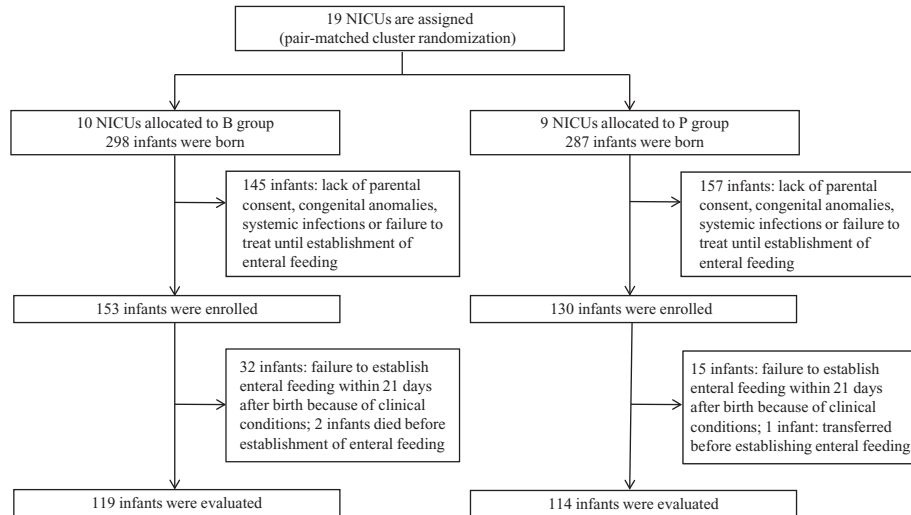 19 NICUs are assigned
(pair-matched cluster randomization)
10 NICUs allocated to B group
298 infants were born
9 NICUs allocated to P group
287 infants were born
145 infants: lack of parental
consent, congenital anomalies,
systemic infections or failure to
treat until establishment of
enteral feeding
157 infants: lack of parental
consent, congenital anomalies,
systemic infections or failure to
treat until establishment of
enteral feeding
153 infants were enrolled
130 infants were enrolled
32 infants: failure to establish
enteral feeding within 21 days
after birth because of clinical
conditions; 2 infants died before
establishment of enteral feeding
15 infants: failure to establish
enteral feeding within 21 days
after birth because of clinical
conditions; 1 infant: transferred
before establishing enteral feeding
119 infants were evaluated
114 infants were evaluated